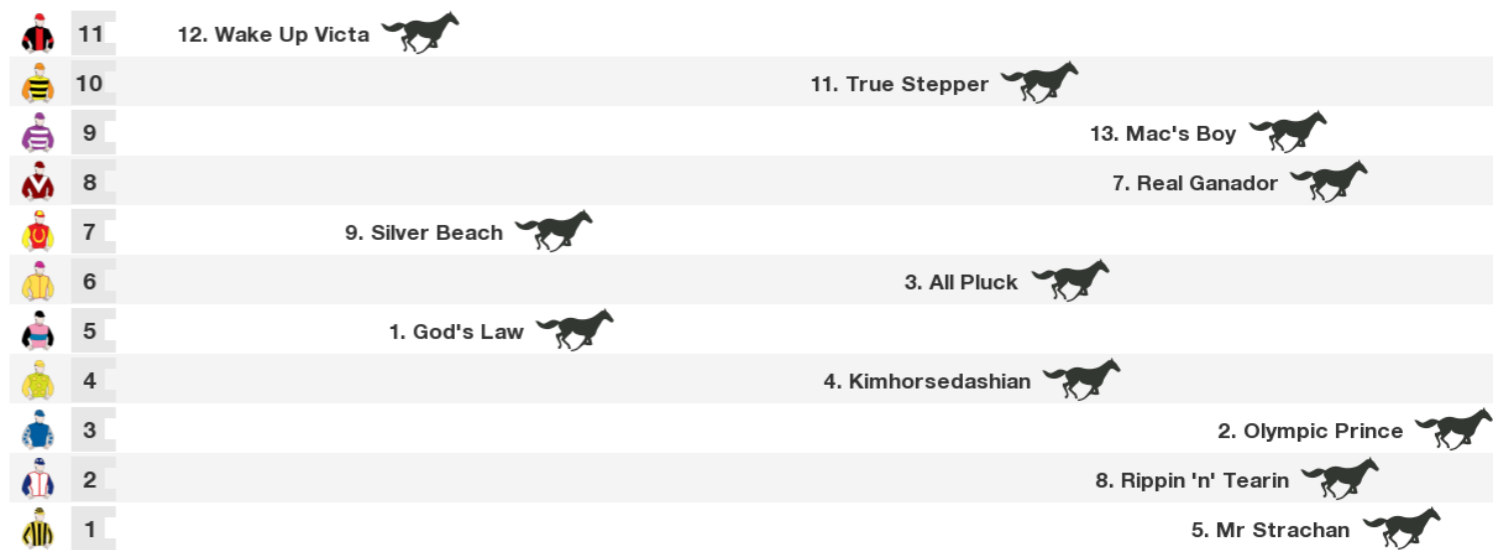 11 12. Wake Up Victa
10 11. True Stepper
9 13. Mac's Boy
8 7. Real Ganador
7 9. Silver Beach
6 3. All Pluck
5 1. God's Law
4 4. Kimhorsedashian
3 2. Olympic Prince
2 8. Rippin 'n' Tearin
1 5. Mr Strachan